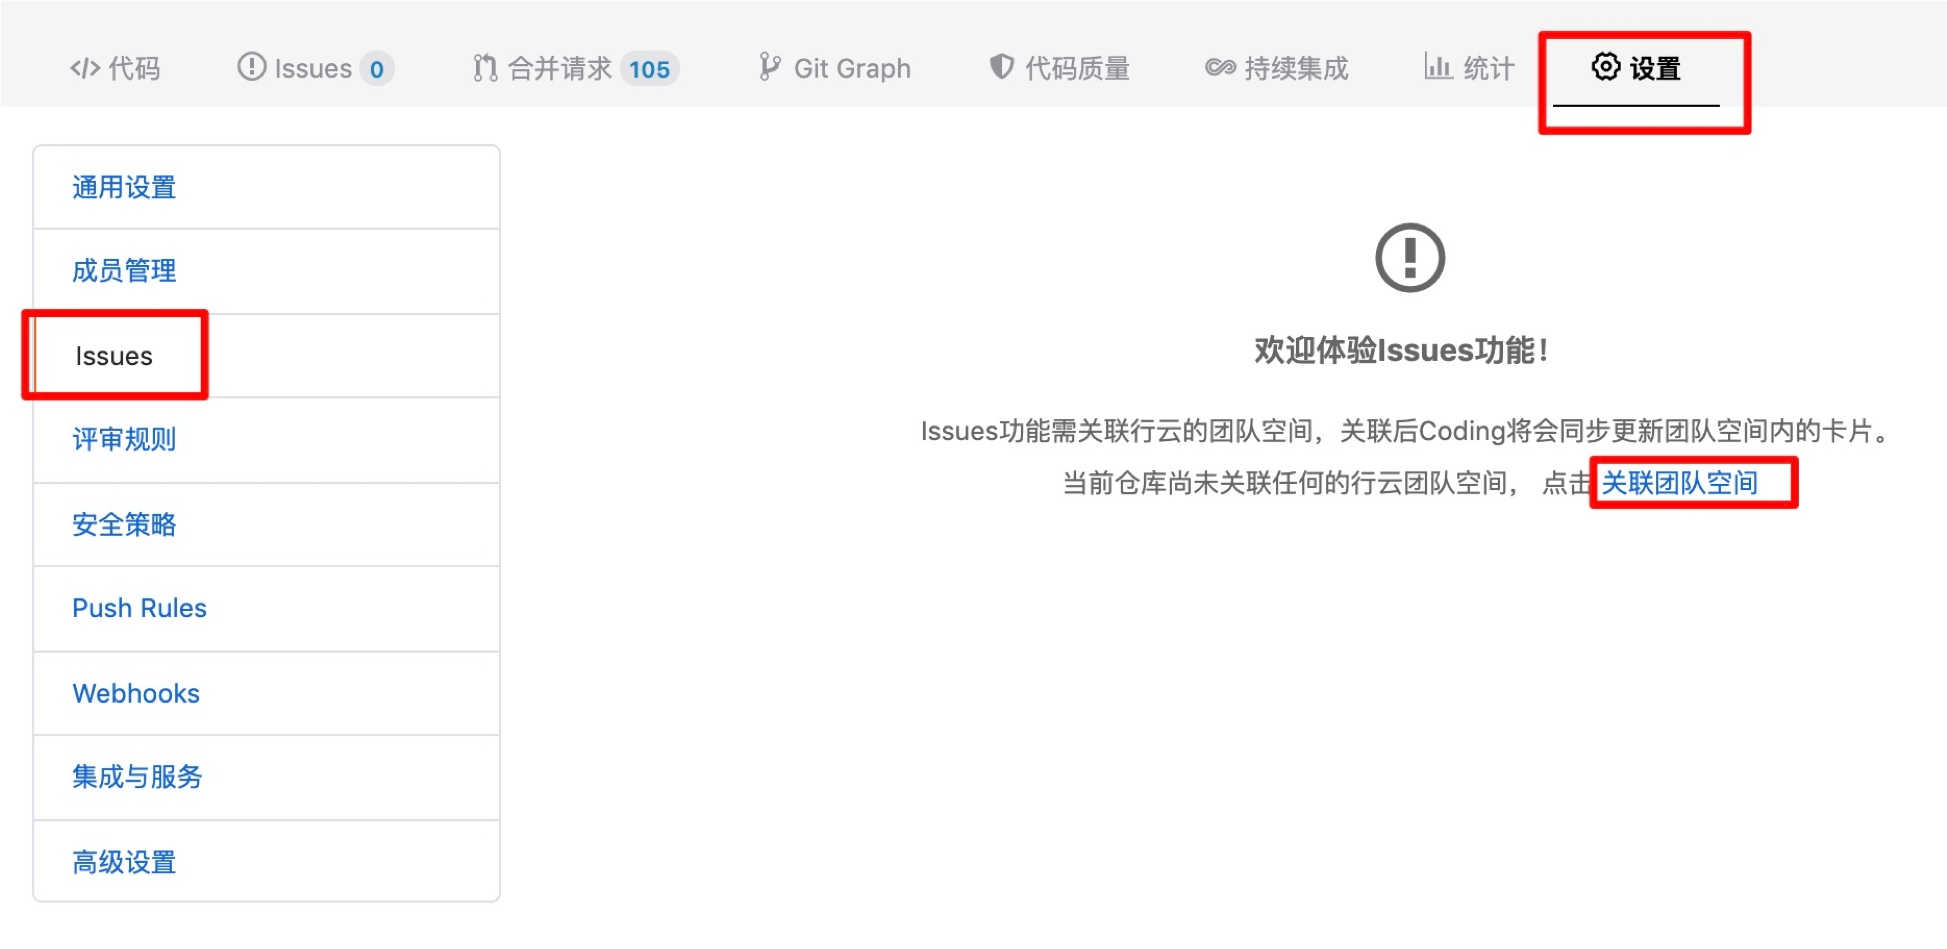 代码 Issues 0 合并请求 105 Git Graph 代码质量 持续集成 统计 设置
通用设置
成员管理
Issues
评审规则
安全策略
Push Rules
Webhooks
集成与服务
高级设置
欢迎体验Issues功能！
Issues功能需关联行云的团队空间，关联后Coding将会同步更新团队空间内的卡片。
当前仓库尚未关联任何的行云团队空间， 点击 关联团队空间